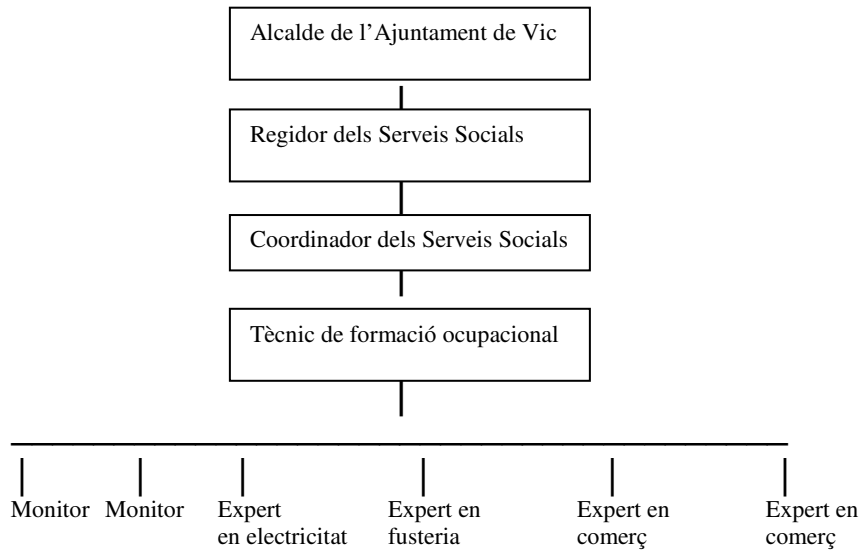 Alcalde de l’Ajuntament de Vic
Regidor dels Serveis Socials
Coordinador dels Serveis Socials
Tècnic de formació ocupacional
Monitor
Monitor
Expert
en electricitat
Expert en
fusteria
Expert en
comerç
Expert en
comerç